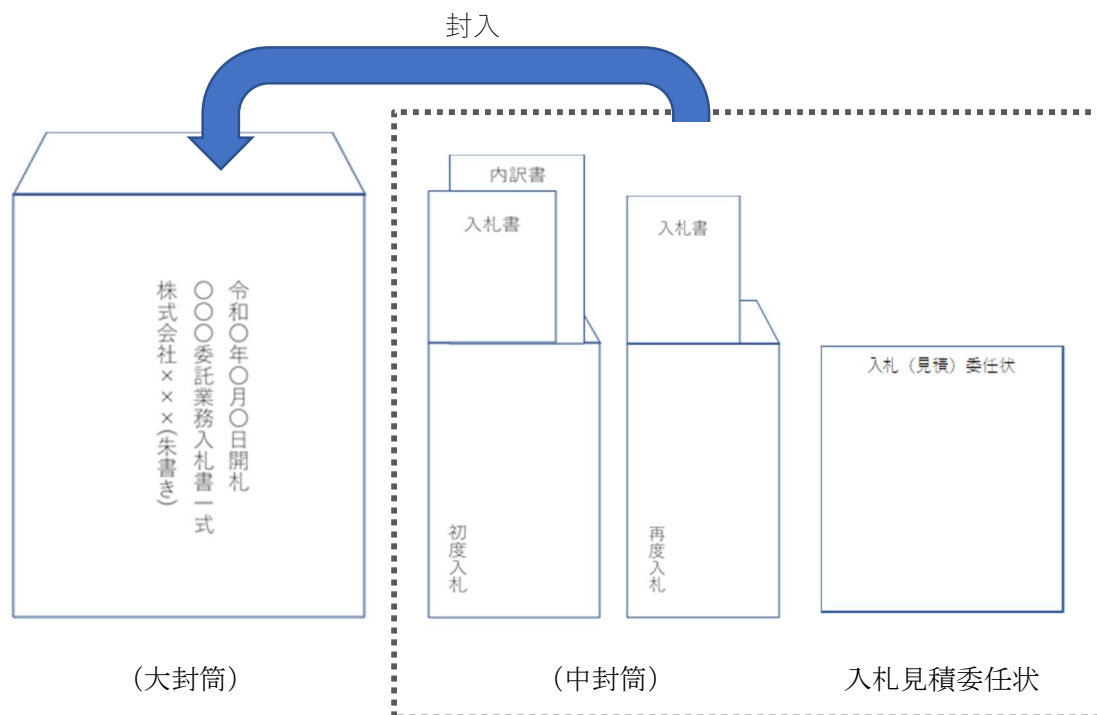 封入
令和〇年〇月〇日開札
〇〇〇委託業務入札書一式
株式会社×××(朱書き)
内訳書
入札書
初度入札
入札書
再度入札
入札（見積）委任状
（大封筒）
（中封筒）
入札見積委任状